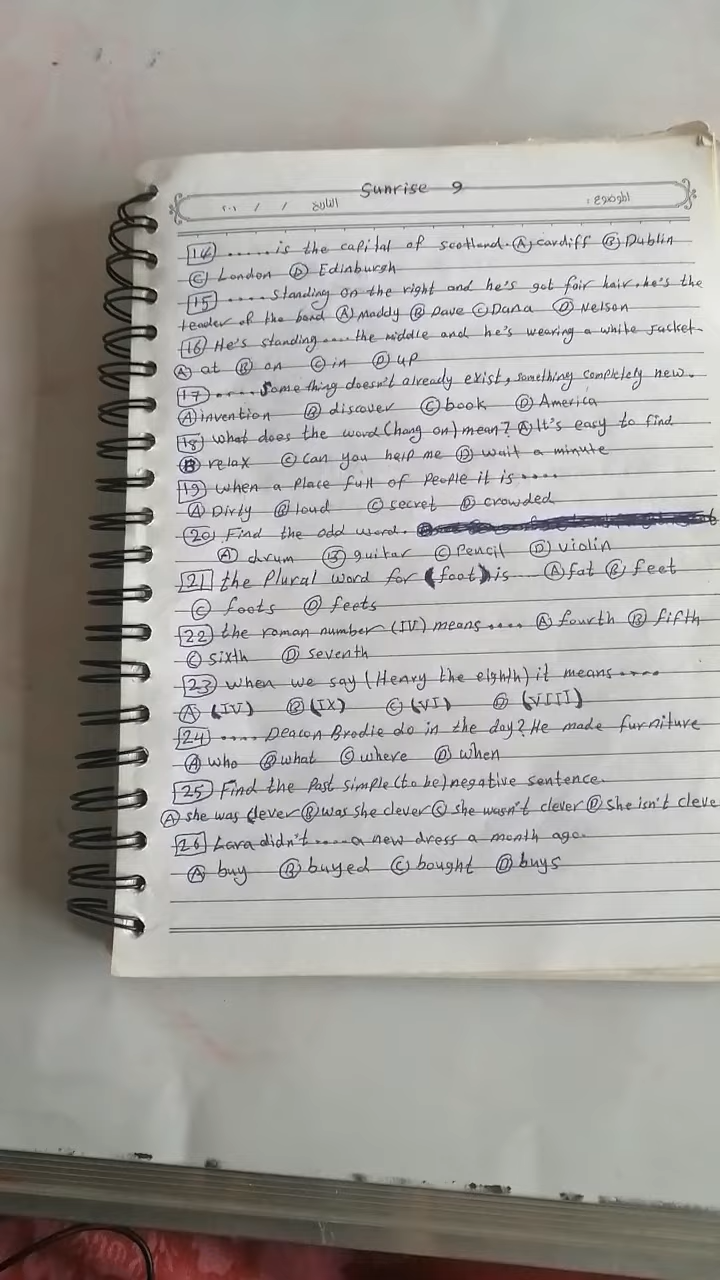 Sunrise 9
٢٠٠ / / التاريخ الموضوع :
14 ...... is the capital of scotland. A cardiff B Dublin
C London D Edinburgh
15 ..... standing on the right and he's got fair hair. he's the
leader of the band A maddy B Dave C Dana D Nelson
16 He's standing .... the middle and he's wearing a white jacket.
A at B on C in D up
17 ..... something doesn't already exist, something completely new.
A invention B discover C book D America
18 what does the word (hang on) mean? A It's easy to find
B relax C can you help me D wait a minute
19 when a place full of people it is ....
A Dirty B loud C secret D crowded
20 Find the odd word.
A drum B guitar C pencil D violin
21 the plural word for (foot) is A fat B feet
C foots D feets
22 the roman number (IV) means .... A fourth B fifth
C sixth D seventh
23 when we say (Henry the eighth) it means ....
A (IV) B (IX) C (VI) D (VIII)
24 .... Deacon Brodie do in the day? He made furniture
A who B what C where D when
25 Find the past simple (to be) negative sentence.
A she was clever B was she clever C she wasn't clever D she isn't cleve
26 Lara didn't .... a new dress a month ago.
A buy B buyed C bought D buys